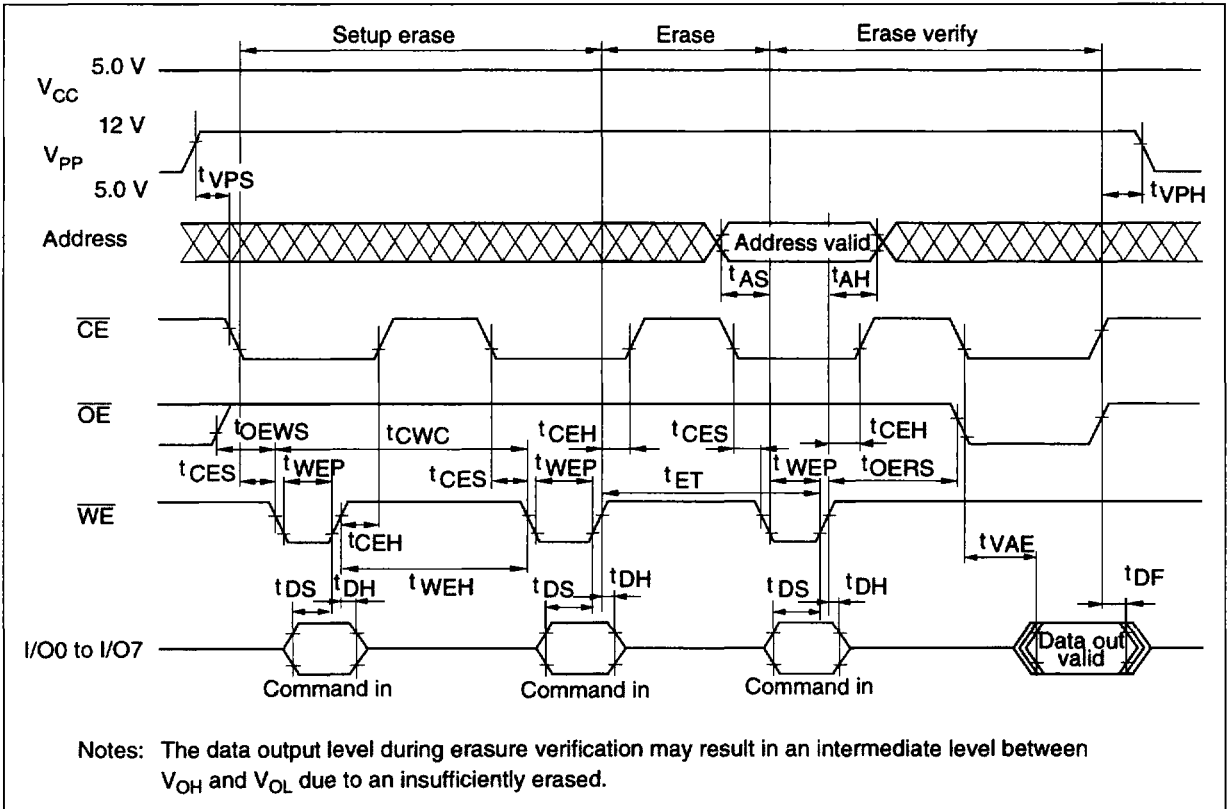 Setup erase Erase Erase verify
5.0 V
VCC
12 V
VPP
5.0 V
tVPS
tVPH
Address
Address valid
tAS tAH
CE
OE
tOEWS tCWC tCEH tCES tCEH
tCES tWEP tCES tWEP tET tWEP tOERS
WE
tCEH tVAE
tDS tDH tWEH tDS tDH tDS tDH tDF
I/O0 to I/O7
Data out
valid
Command in Command in Command in
Notes: The data output level during erasure verification may result in an intermediate level between
VOH and VOL due to an insufficiently erased.